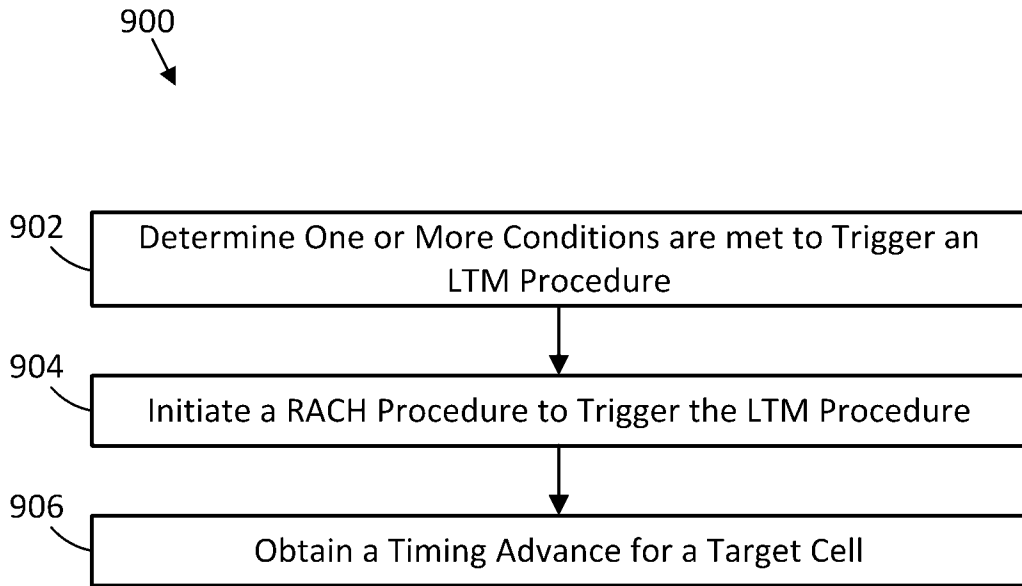 900
902
Determine One or More Conditions are met to Trigger an
LTM Procedure
904
Initiate a RACH Procedure to Trigger the LTM Procedure
906
Obtain a Timing Advance for a Target Cell